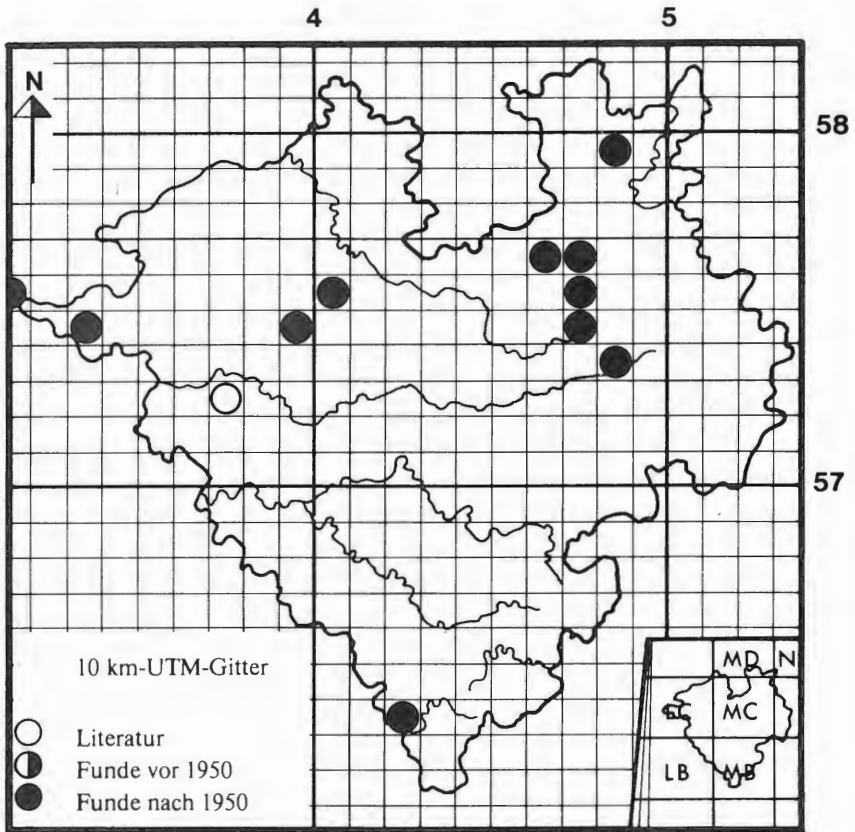 4 5
N
58
57
10 km-UTM-Gitter
MD N
LC MC
Literatur
Funde vor 1950
LB MB
Funde nach 1950